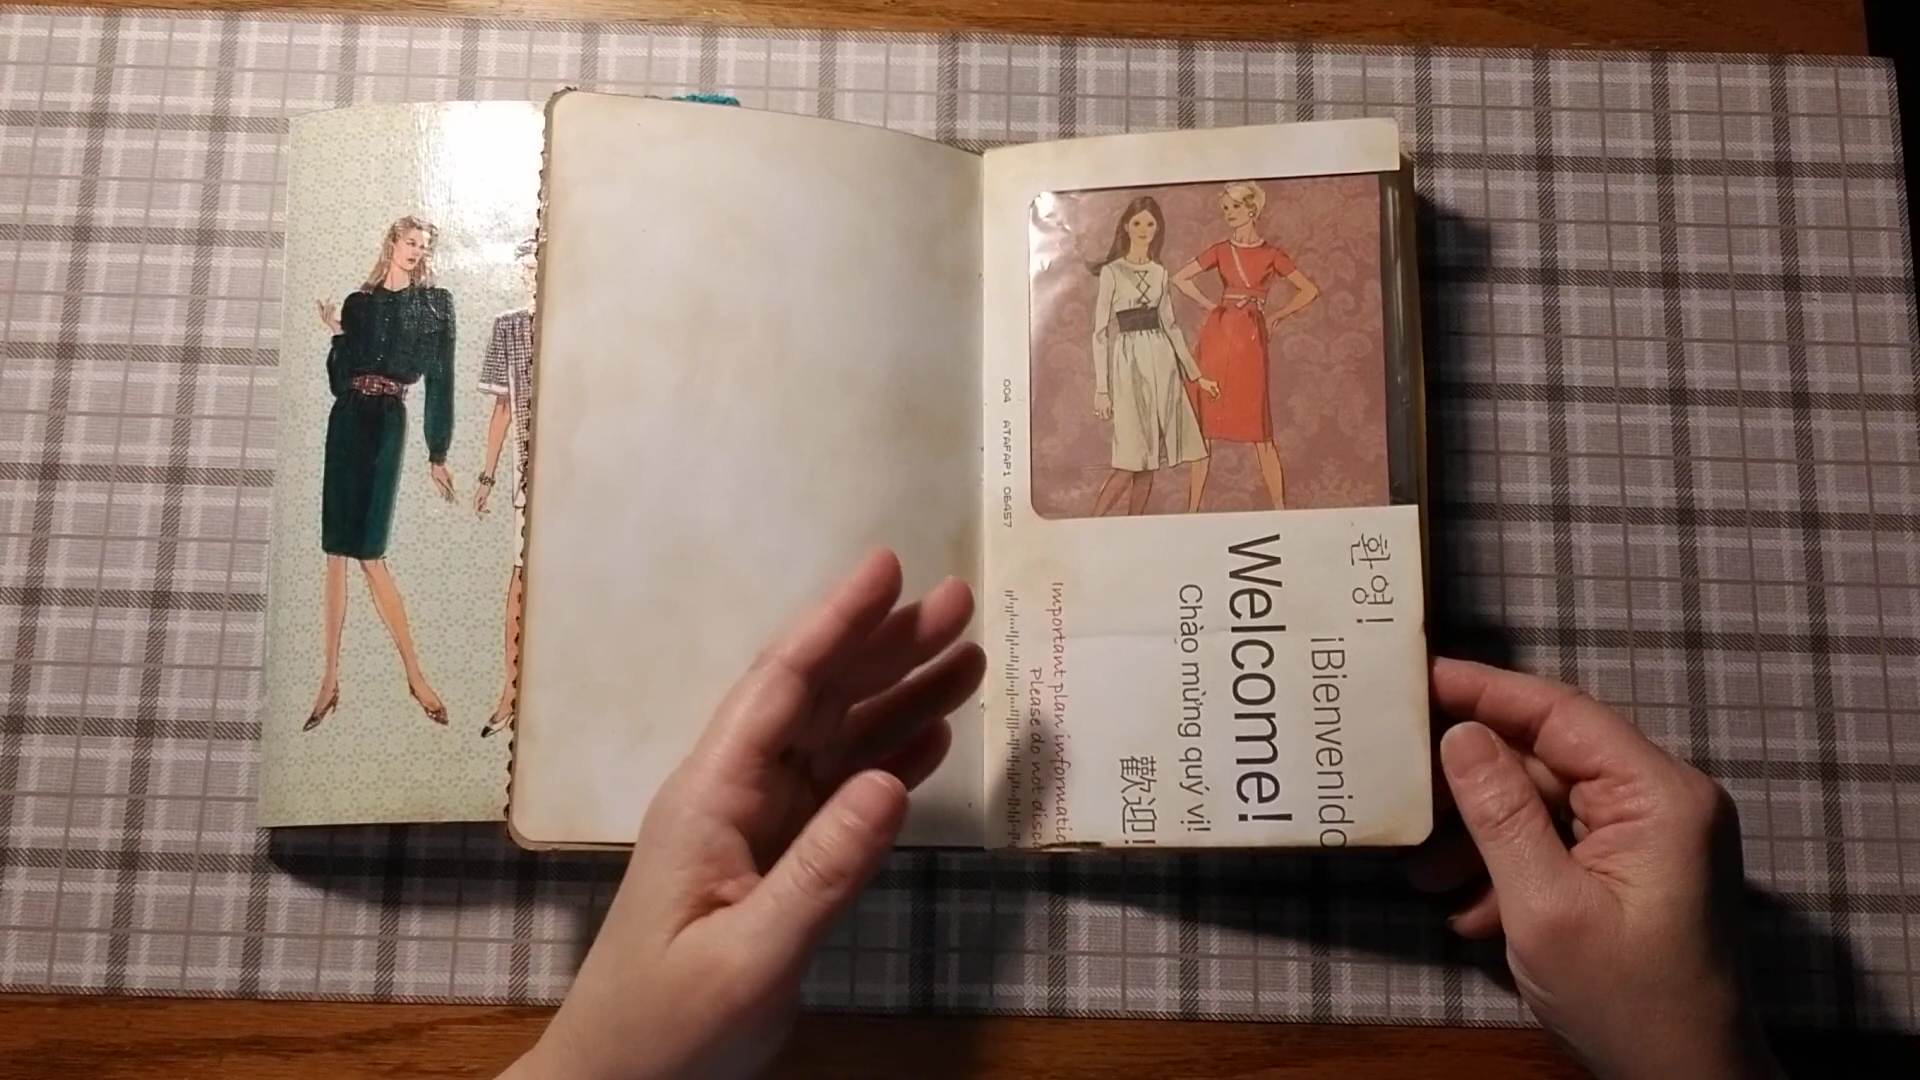 환영!
¡Bienvenido
Welcome!
Chào mừng quý vị!
歡迎!
Important plan informatio
Please do not disc
004 ATAFAP1 06457